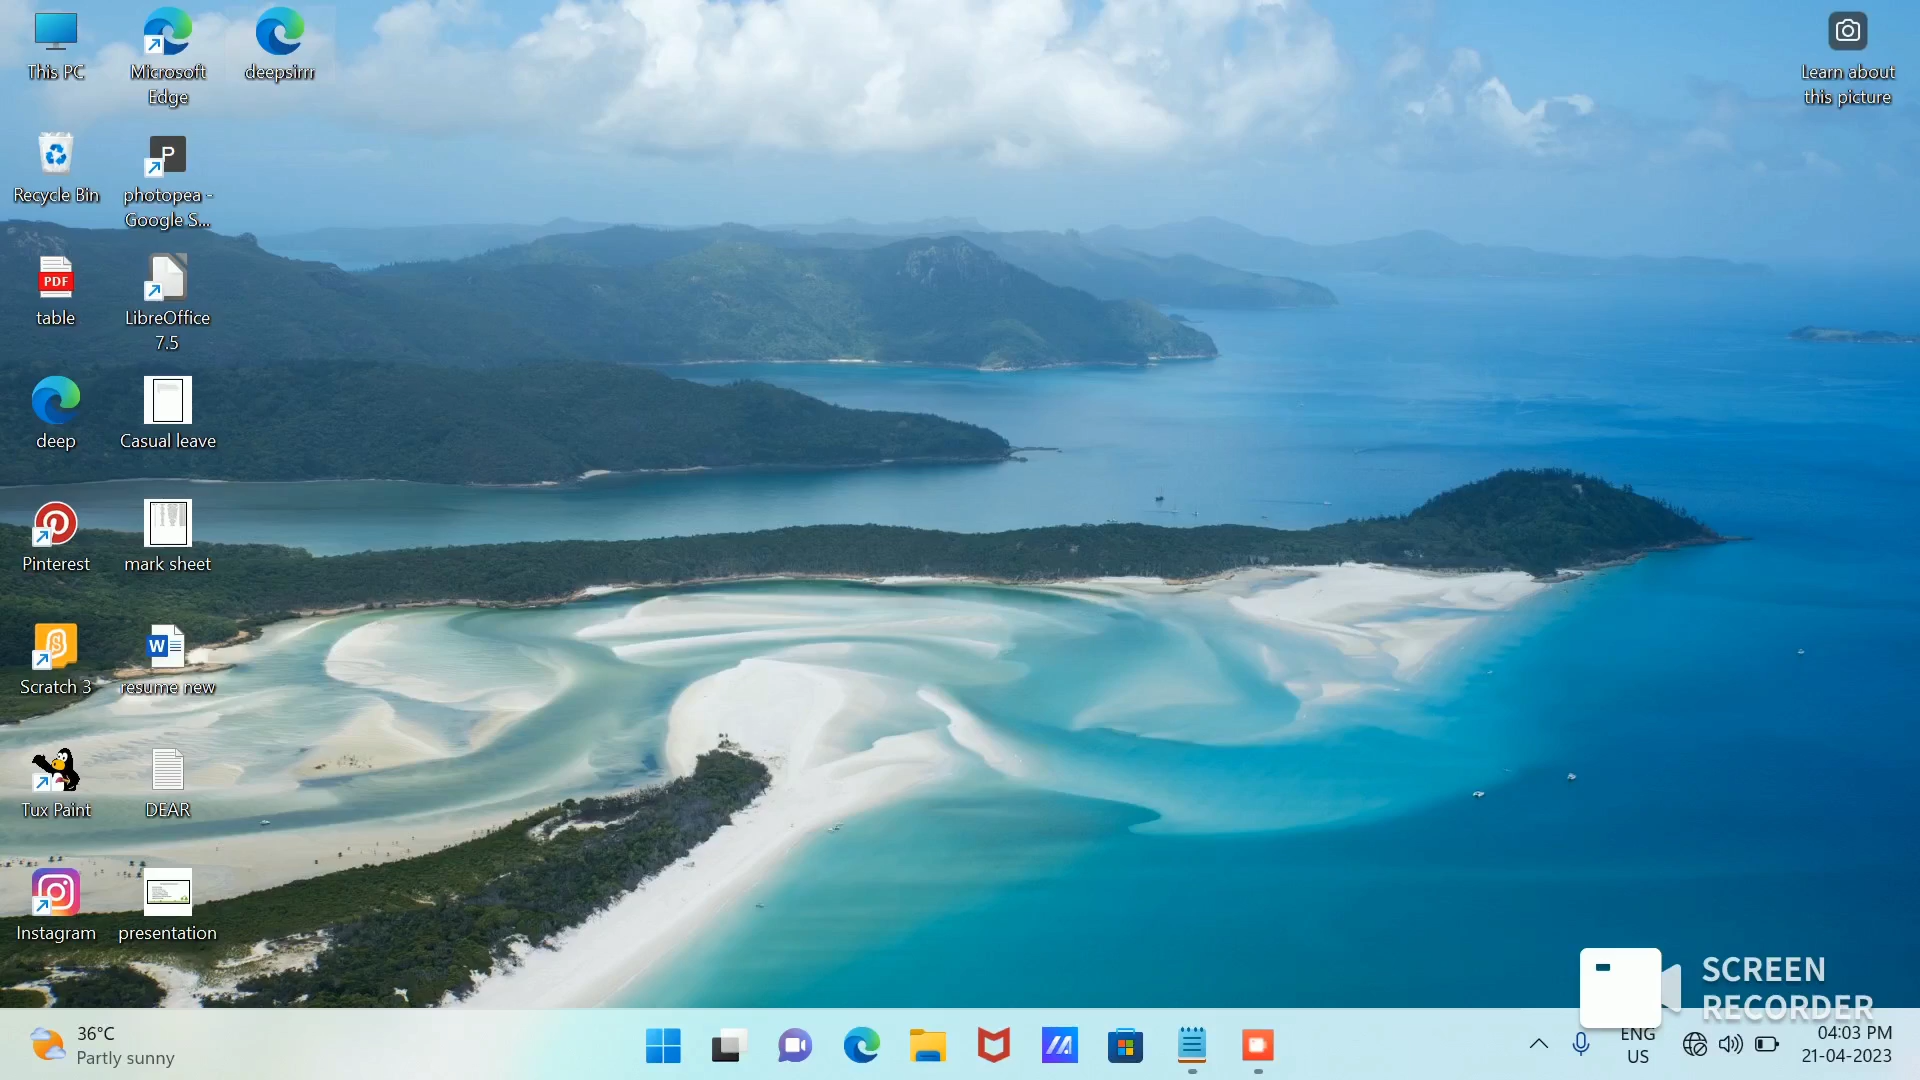 This PC
Microsoft
Edge
deepsirrr
Learn about
this picture
Recycle Bin
P
photopea -
Google S...
PDF
table
LibreOffice
7.5
deep
Casual leave
Pinterest
mark sheet
Scratch 3
W
resume new
Tux Paint
DEAR
Instagram
presentation
SCREEN
RECORDER
36°C
Partly sunny
ENG
US
04:03 PM
21-04-2023